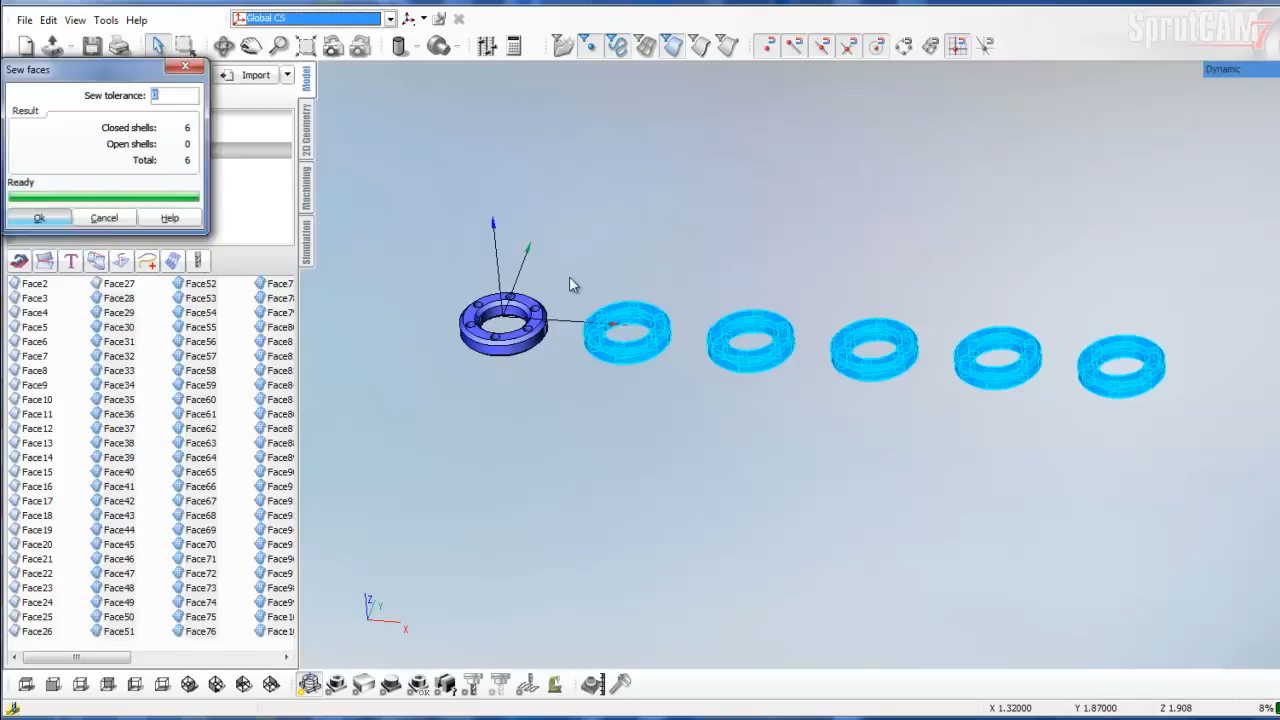 File Edit View Tools Help
Global CS
SprutCAM 7
Sew faces
Import
Dynamic
Sew tolerance: 0
Result
Closed shells: 6
Open shells: 0
Total: 6
Ready
Ok Cancel Help
Model
2D Geometry
Machining
Simulation
Face2 Face27 Face52
Face3 Face28 Face53
Face4 Face29 Face54
Face5 Face30 Face55
Face6 Face31 Face56
Face7 Face32 Face57
Face8 Face33 Face58
Face9 Face34 Face59
Face10 Face35 Face60
Face11 Face36 Face61
Face12 Face37 Face62
Face13 Face38 Face63
Face14 Face39 Face64
Face15 Face40 Face65
Face16 Face41 Face66
Face17 Face42 Face67
Face18 Face43 Face68
Face19 Face44 Face69
Face20 Face45 Face70
Face21 Face46 Face71
Face22 Face47 Face72
Face23 Face48 Face73
Face24 Face49 Face74
Face25 Face50 Face75
Face26 Face51 Face76
Z
Y
X
X 1.32000 Y 1.87000 Z 1.908 8%